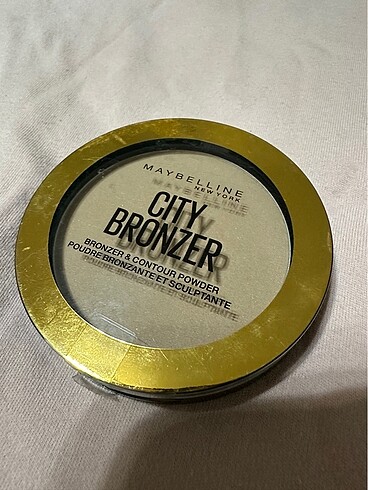 MAYBELLINE
NEW YORK
CITY
BRONZER
BRONZER & CONTOUR POWDER
POUDRE BRONZANTE ET SCULPTANTE